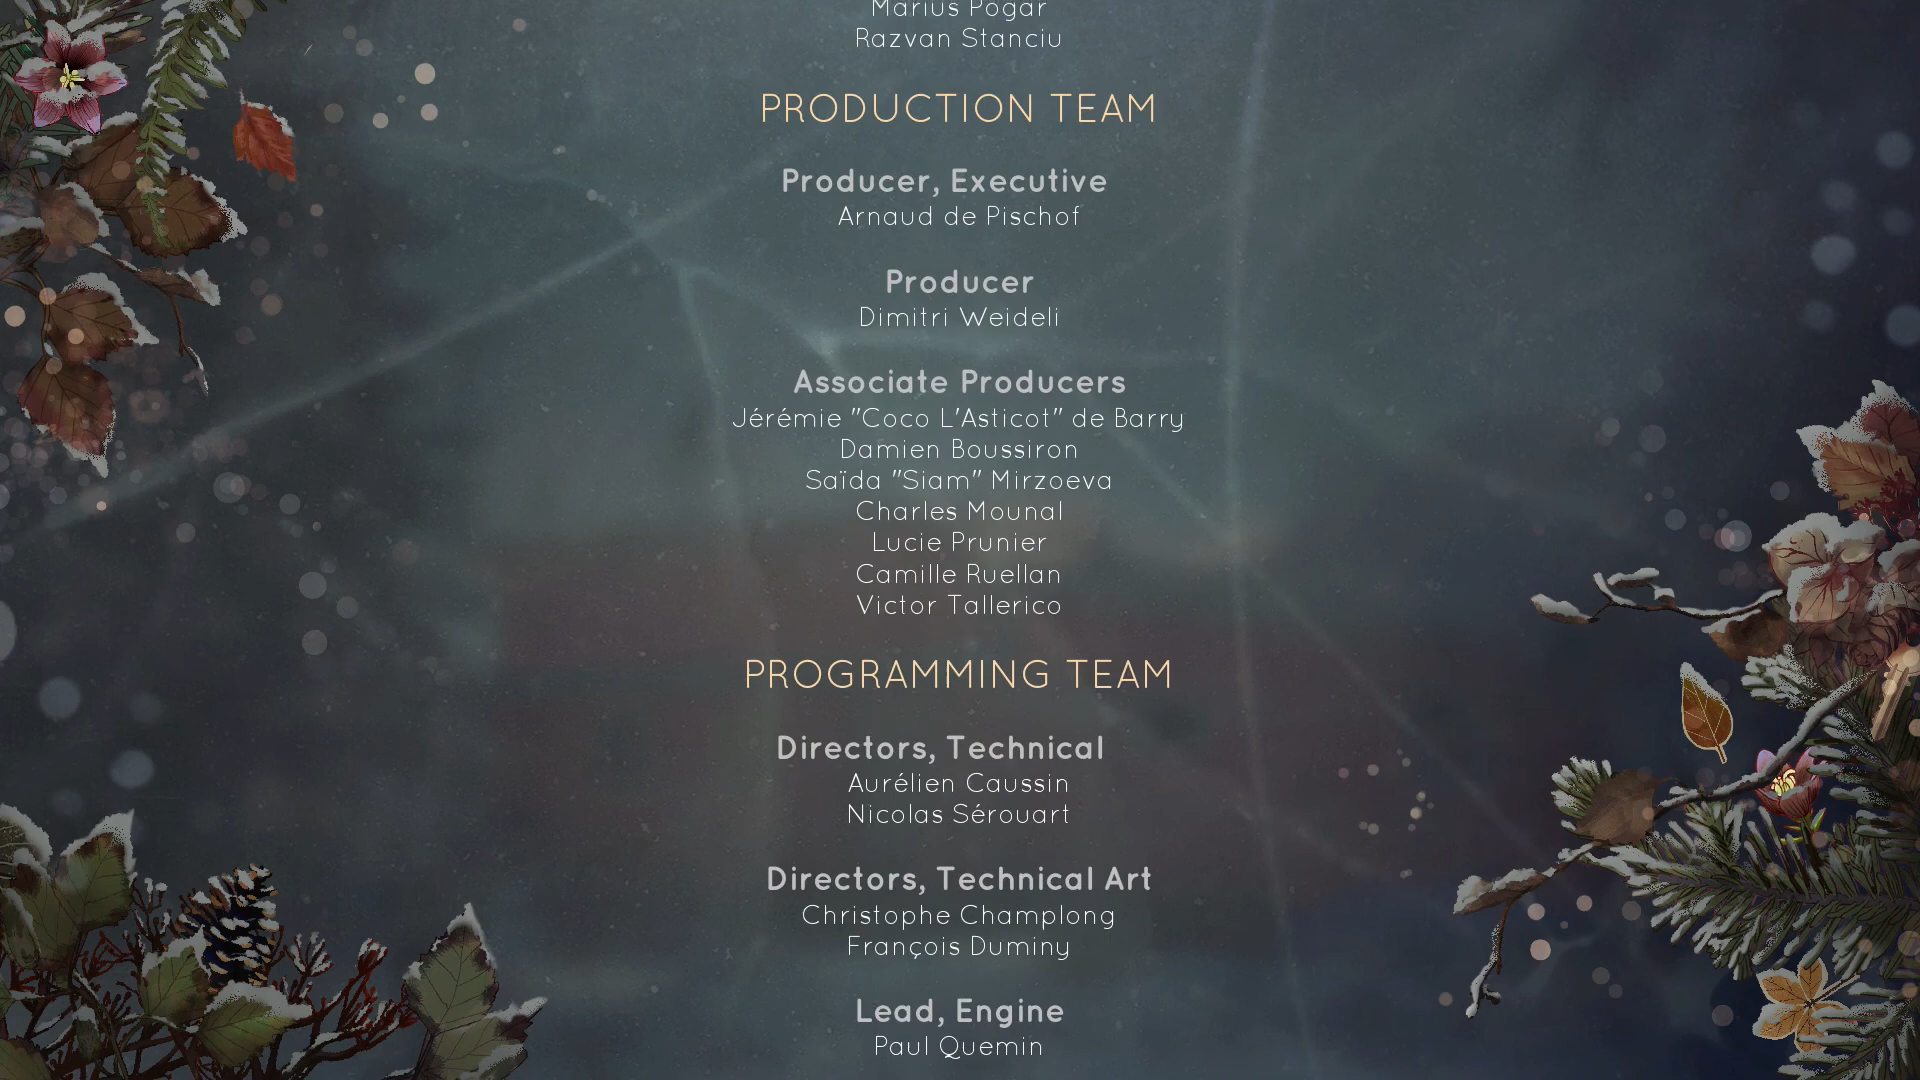 Marius Pogar
Razvan Stanciu
PRODUCTION TEAM
Producer, Executive
Arnaud de Pischof
Producer
Dimitri Weideli
Associate Producers
Jérémie "Coco L'Asticot" de Barry
Damien Boussiron
Saïda "Siam" Mirzoeva
Charles Mounal
Lucie Prunier
Camille Ruellan
Victor Tallerico
PROGRAMMING TEAM
Directors, Technical
Aurélien Caussin
Nicolas Sérouart
Directors, Technical Art
Christophe Champlong
François Duminy
Lead, Engine
Paul Quemin